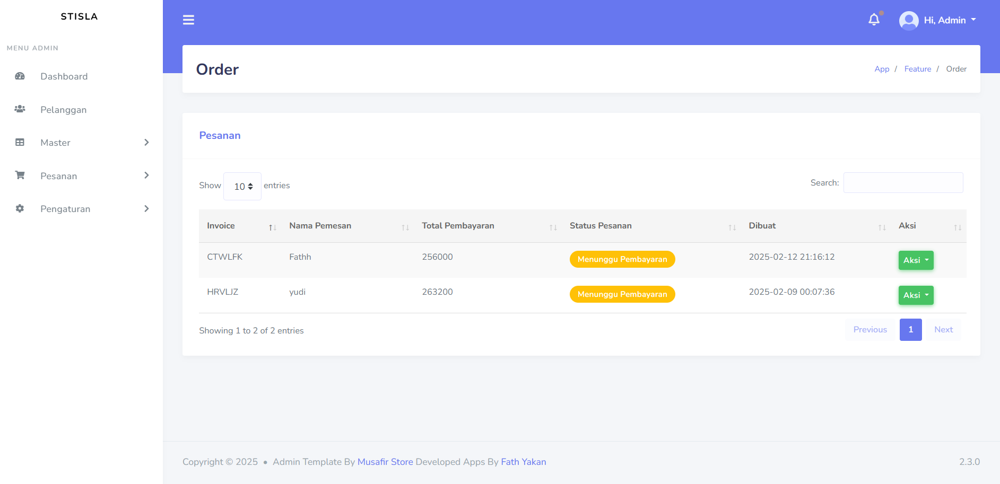 STISLA
Hi, Admin
MENU ADMIN
Dashboard
Pelanggan
Master
Pesanan
Pengaturan
Order
App / Feature / Order
Pesanan
Show 10 entries
Search:
Invoice Nama Pemesan Total Pembayaran Status Pesanan Dibuat Aksi
CTWLFK Fathh 256000 Menunggu Pembayaran 2025-02-12 21:16:12 Aksi
HRVLJZ yudi 263200 Menunggu Pembayaran 2025-02-09 00:07:36 Aksi
Showing 1 to 2 of 2 entries
Previous 1 Next
Copyright © 2025 • Admin Template By Musafir Store Developed Apps By Fath Yakan
2.3.0